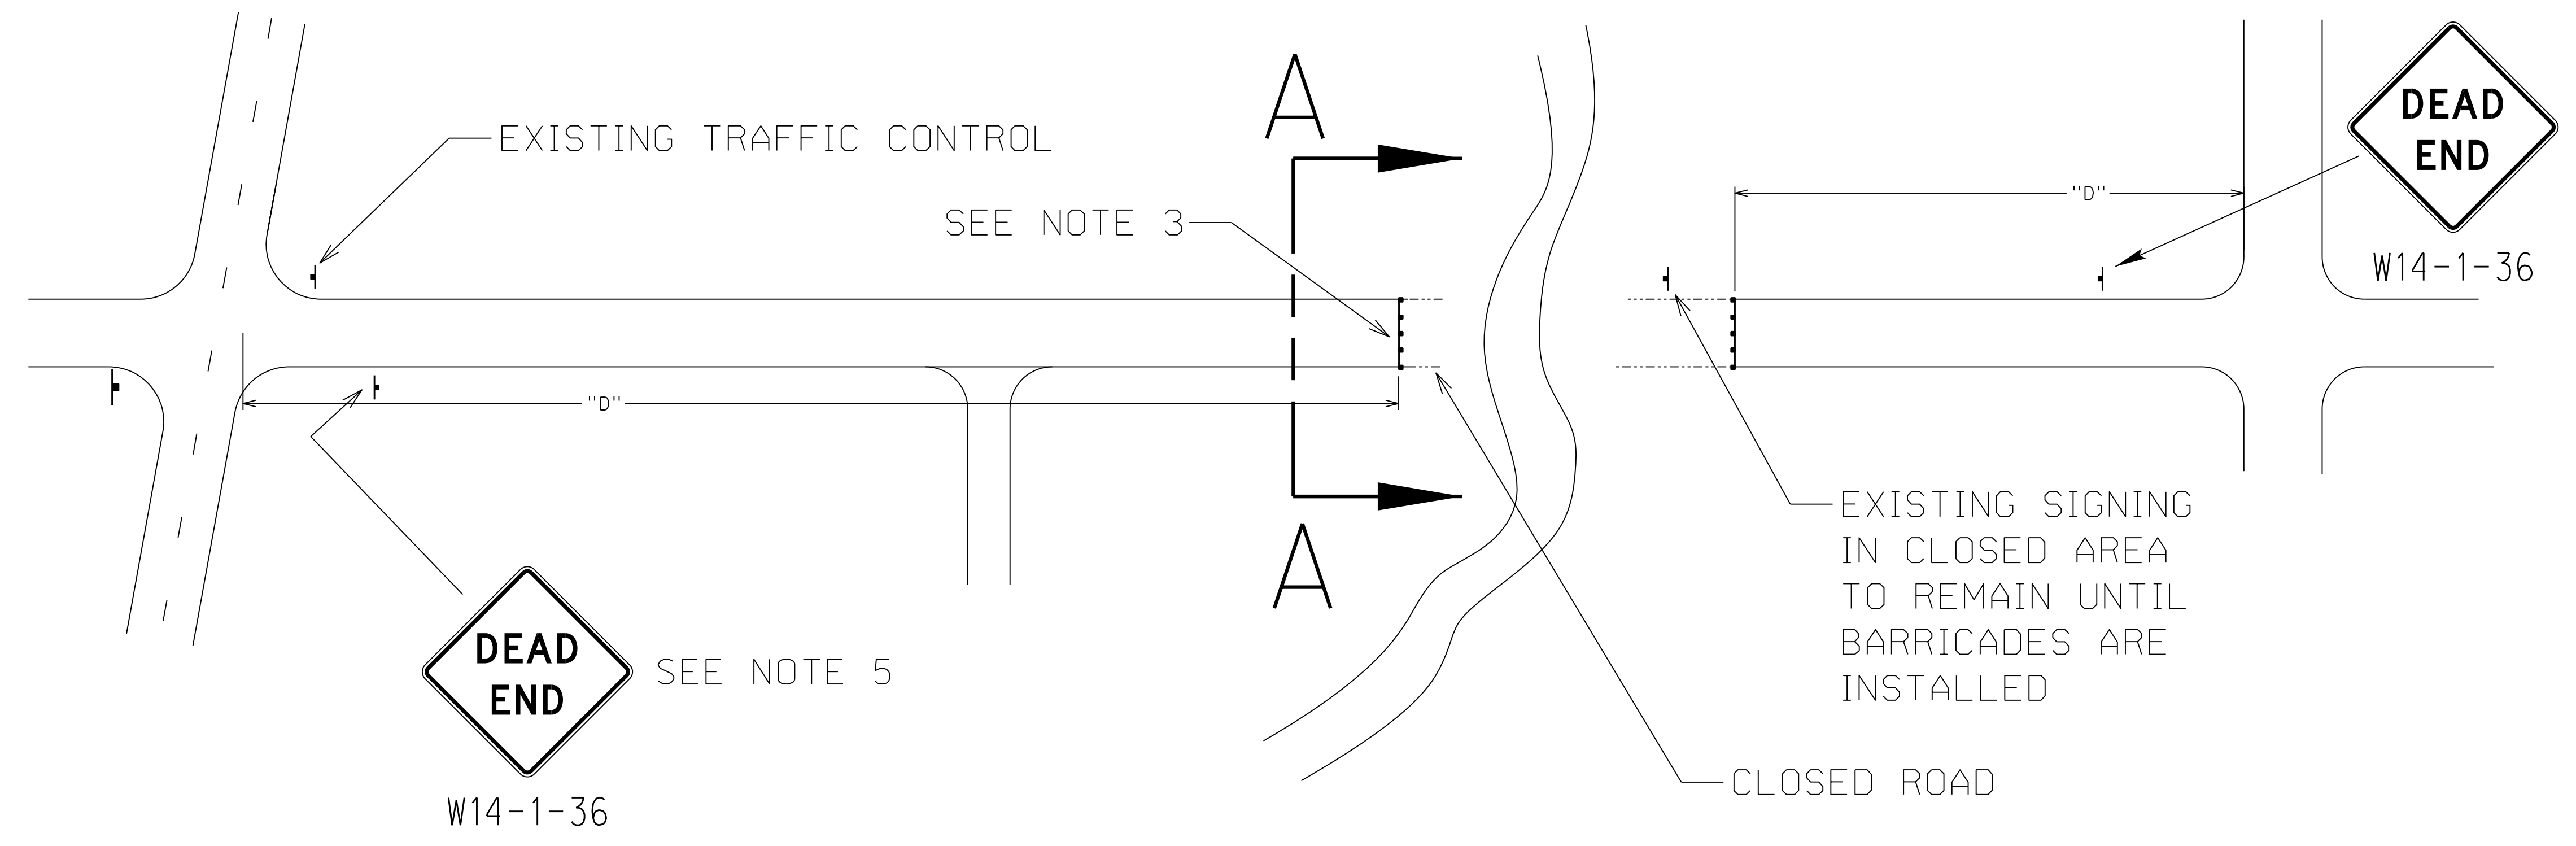 A
DEAD
END
W14-1-36
EXISTING TRAFFIC CONTROL
SEE NOTE 3
"D"
"D"
A
EXISTING SIGNING
IN CLOSED AREA
TO REMAIN UNTIL
BARRICADES ARE
INSTALLED
DEAD
END
SEE NOTE 5
W14-1-36
CLOSED ROAD